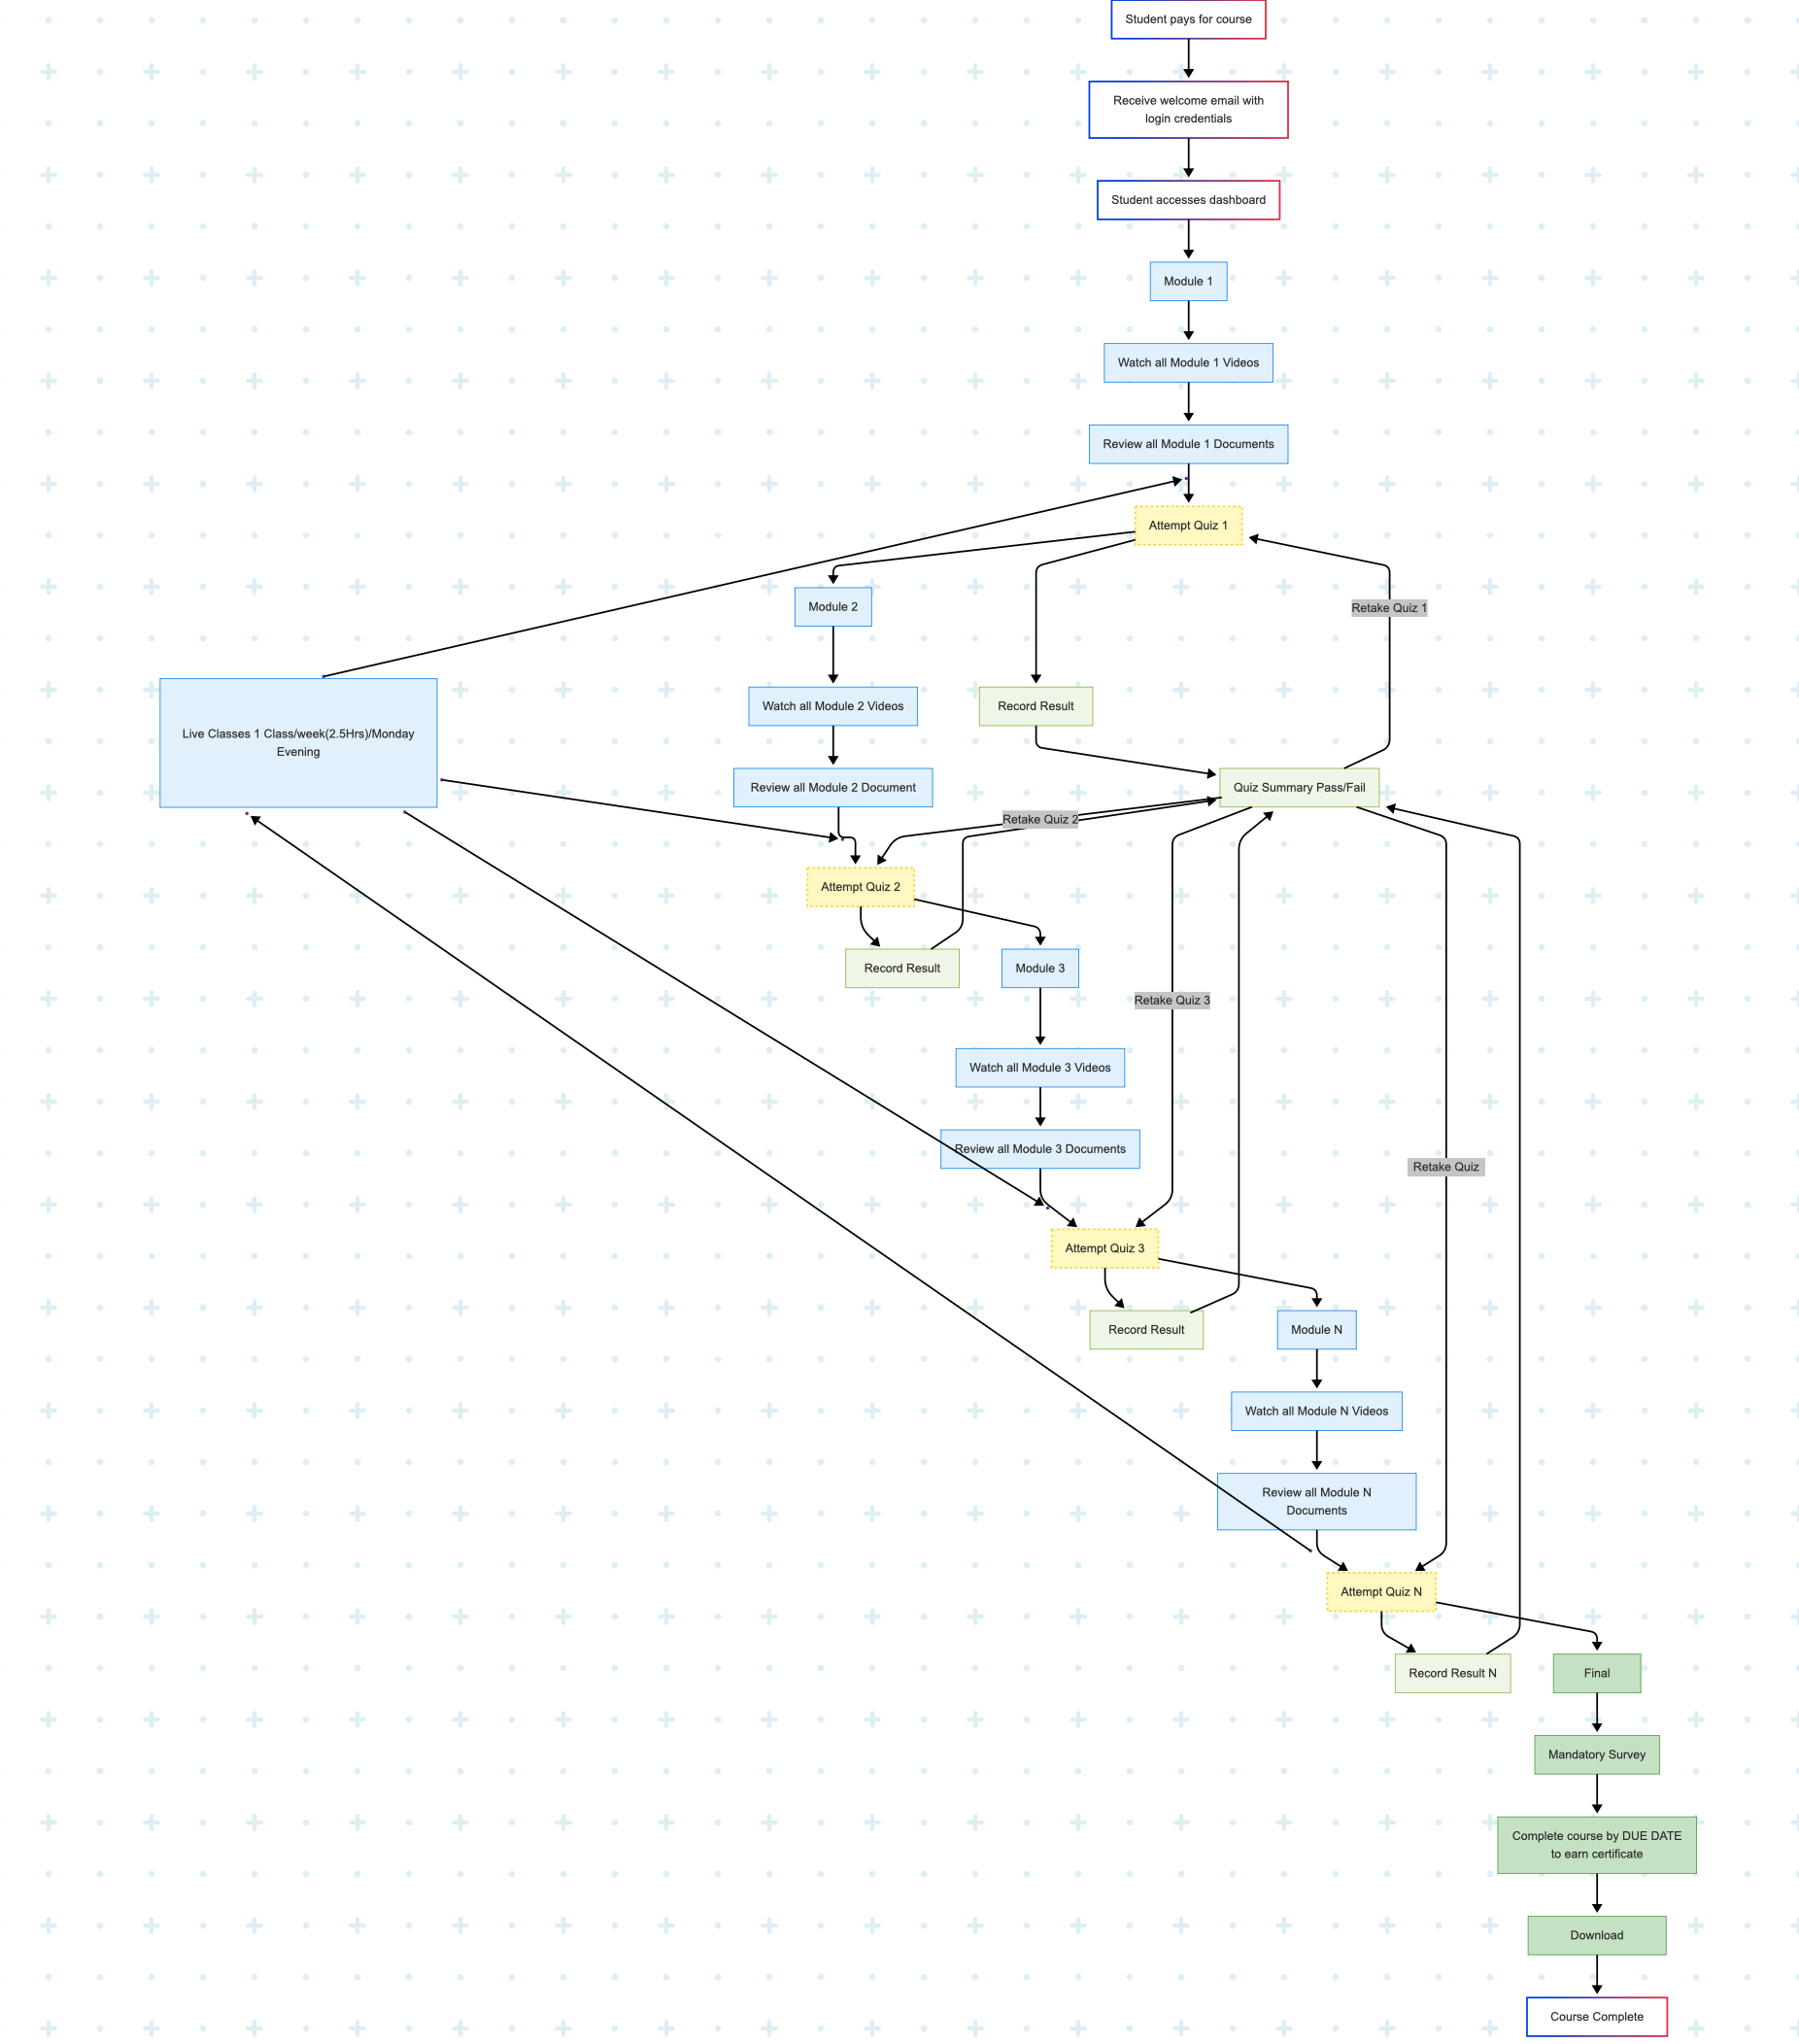 Student pays for course
Receive welcome email with
login credentials
Student accesses dashboard
Module 1
Watch all Module 1 Videos
Review all Module 1 Documents
Attempt Quiz 1
Module 2
Retake Quiz 1
Watch all Module 2 Videos
Record Result
Live Classes 1 Class/week(2.5Hrs)/Monday
Evening
Review all Module 2 Document
Quiz Summary Pass/Fail
Retake Quiz 2
Attempt Quiz 2
Record Result
Module 3
Retake Quiz 3
Watch all Module 3 Videos
Review all Module 3 Documents
Retake Quiz
Attempt Quiz 3
Record Result
Module N
Watch all Module N Videos
Review all Module N
Documents
Attempt Quiz N
Record Result N
Final
Mandatory Survey
Complete course by DUE DATE
to earn certificate
Download
Course Complete